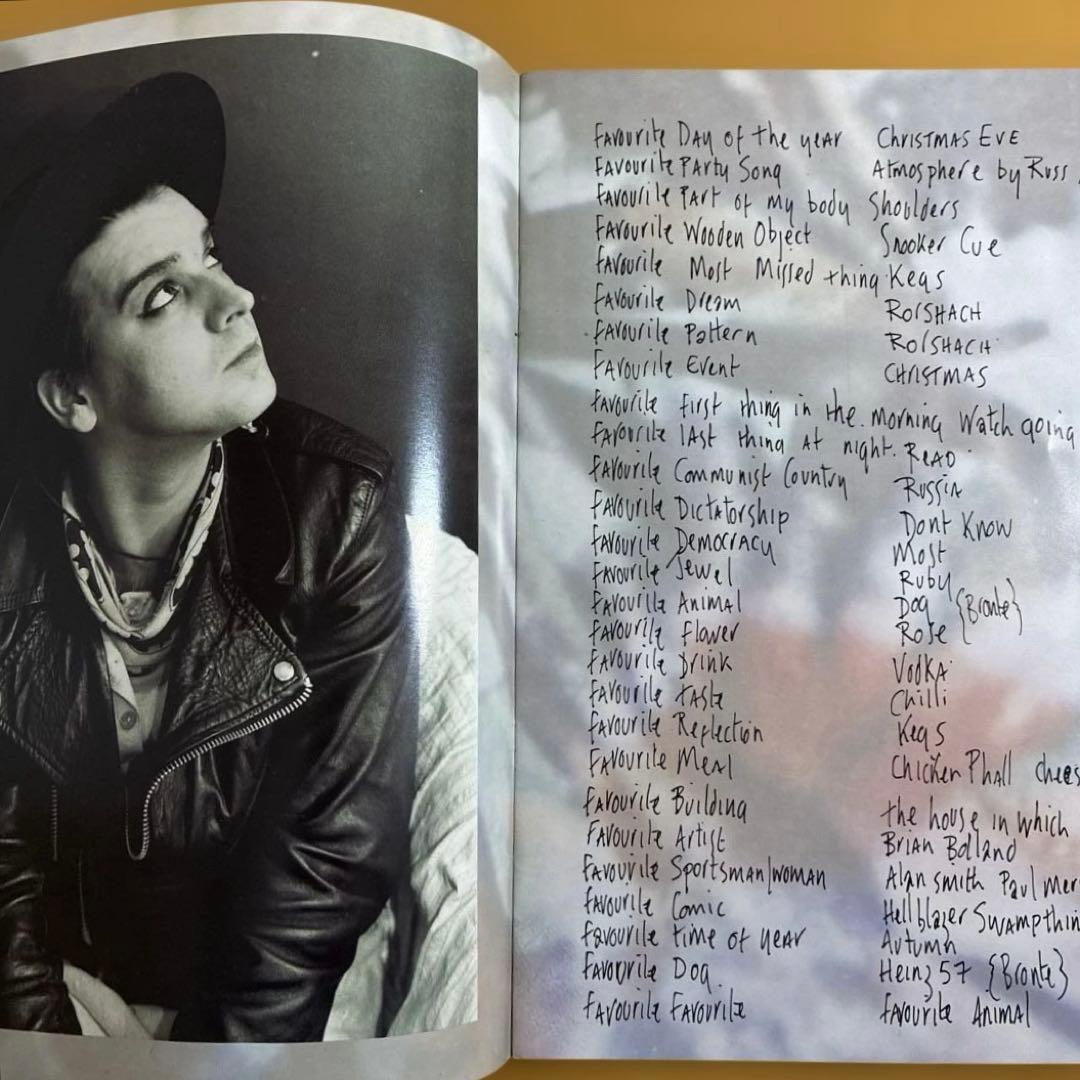 Favourite Day of the year Christmas Eve
Favourite Party Song Atmosphere by Russ
Favourite Part of my body Shoulders
Favourite Wooden Object Snooker Cue
Favourite Most Missed thing Kegs
Favourite Dream Rorshach
Favourite Pattern Rorshach
Favourite Event Christmas
Favourite first thing in the morning Watch going
Favourite last thing at night. Read
Favourite Communist Country Russia
Favourite Dictatorship Dont Know
Favourite Democracy Most
Favourite Jewel Ruby
Favourite Animal Dog {Bronte}
Favourite flower Rose
Favourite Drink Vodka
Favourite taste Chilli
Favourite Reflection Kegs
Favourite Meal Chicken Phall
Favourite Building the house in which
Favourite Artist Brian Bolland
Favourite Sportsman/woman Alan smith Paul
Favourite Comic Hellblazer
Favourite time of year Autumn
Favourite Dog Heinz 57 {Bronte}
Favourite Favourite favourite Animal